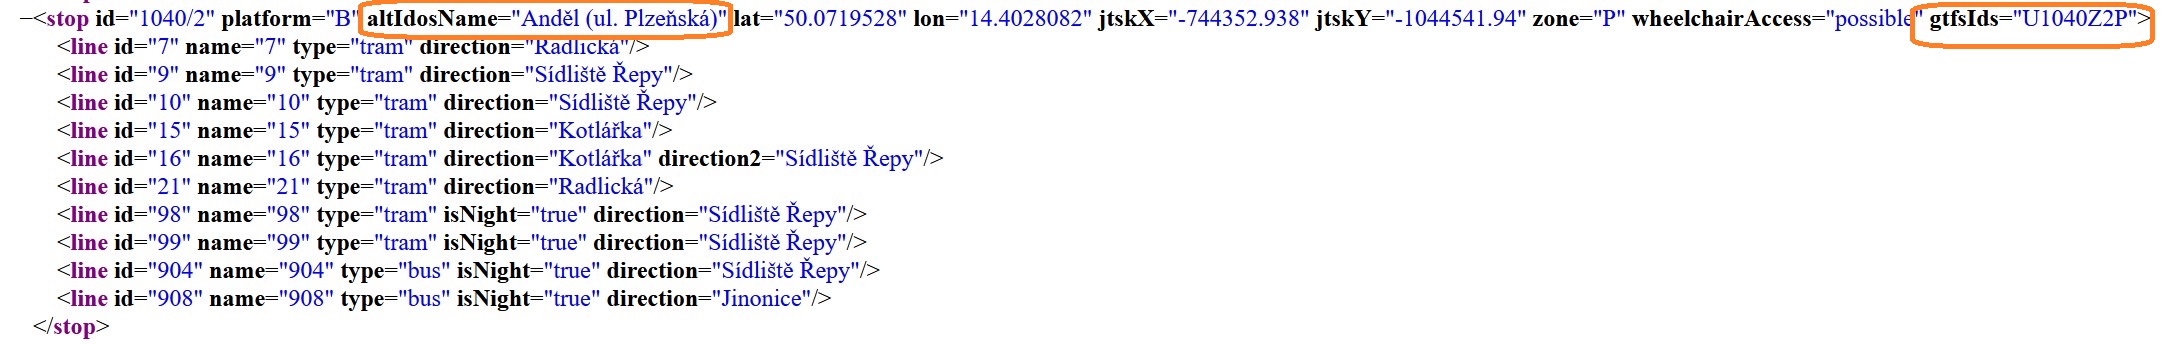 −<stop id="1040/2" platform="B" altIdosName="Anděl (ul. Plzeňská)" lat="50.0719528" lon="14.4028082" jtskX="-744352.938" jtskY="-1044541.94" zone="P" wheelchairAccess="possible" gtfsIds="U1040Z2P">
<line id="7" name="7" type="tram" direction="Radlická"/>
<line id="9" name="9" type="tram" direction="Sídliště Řepy"/>
<line id="10" name="10" type="tram" direction="Sídliště Řepy"/>
<line id="15" name="15" type="tram" direction="Kotlářka"/>
<line id="16" name="16" type="tram" direction="Kotlářka" direction2="Sídliště Řepy"/>
<line id="21" name="21" type="tram" direction="Radlická"/>
<line id="98" name="98" type="tram" isNight="true" direction="Sídliště Řepy"/>
<line id="99" name="99" type="tram" isNight="true" direction="Sídliště Řepy"/>
<line id="904" name="904" type="bus" isNight="true" direction="Sídliště Řepy"/>
<line id="908" name="908" type="bus" isNight="true" direction="Jinonice"/>
</stop>